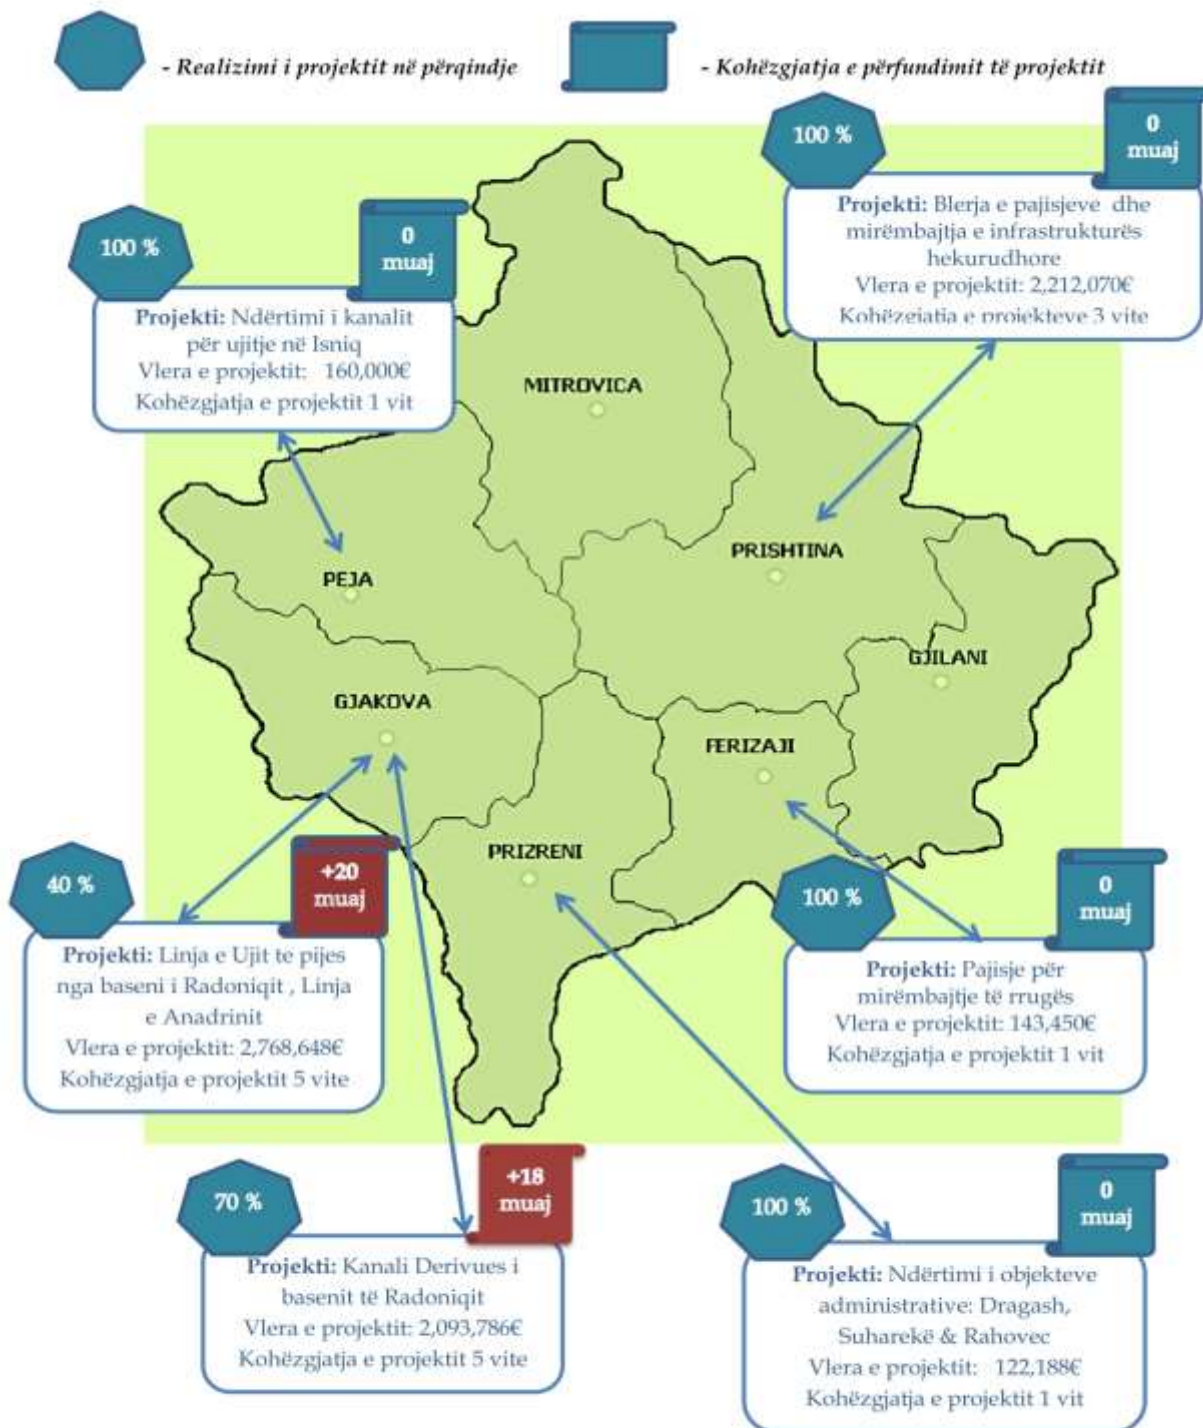 - Realizimi i projektit në përqindje
- Kohëzgjatja e përfundimit të projektit
100 %
0
muaj
Projekti: Blerja e pajisjeve dhe
mirëmbajtja e infrastrukturës
hekurudhore
Vlera e projektit: 2,212,070€
Kohëzgjatja e projekteve 3 vite
100 %
0
muaj
Projekti: Ndërtimi i kanalit
për ujitje në Isniq
Vlera e projektit: 160,000€
Kohëzgjatja e projektit 1 vit
MITROVICA
PRISHTINA
PEJA
GJILANI
GJAKOVA
FERIZAJI
PRIZRENI
40 %
+20
muaj
Projekti: Linja e Ujit te pijes
nga baseni i Radoniqit , Linja
e Anadrinit
Vlera e projektit: 2,768,648€
Kohëzgjatja e projektit 5 vite
100 %
0
muaj
Projekti: Pajisje për
mirëmbajtje të rrugës
Vlera e projektit: 143,450€
Kohëzgjatja e projektit 1 vit
70 %
+18
muaj
Projekti: Kanali Derivues i
basenit të Radoniqit
Vlera e projektit: 2,093,786€
Kohëzgjatja e projektit 5 vite
100 %
0
muaj
Projekti: Ndërtimi i objekteve
administrative: Dragash,
Suharekë & Rahovec
Vlera e projektit: 122,188€
Kohëzgjatja e projektit 1 vit